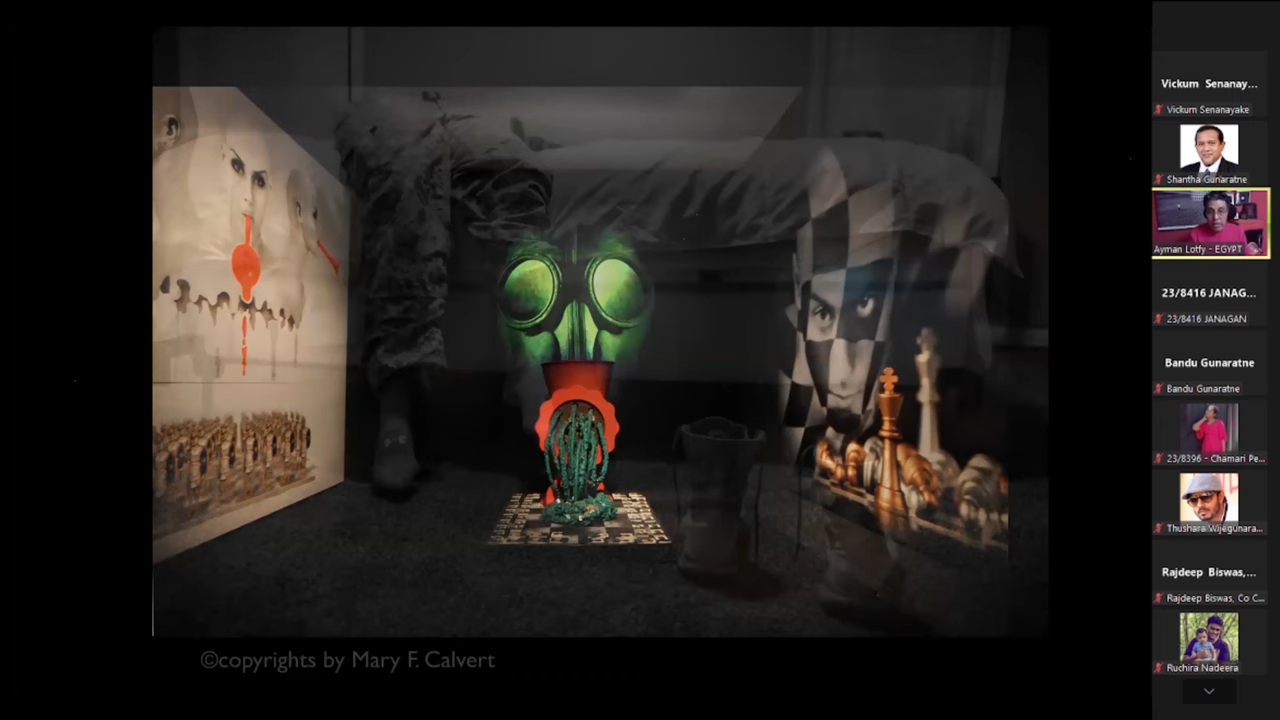 Vickum Senanay...
Vickum Senanayake
Shantha Gunaratne
Ayman Lotfy - EGYPT
23/8416 JANAG...
23/8416 JANAGAN
Bandu Gunaratne
Bandu Gunaratne
23/8396 - Chamari Pe...
Thushara Wijegunara...
Rajdeep Biswas,...
Rajdeep Biswas, Co C...
Ruchira Nadeera
©copyrights by Mary F. Calvert